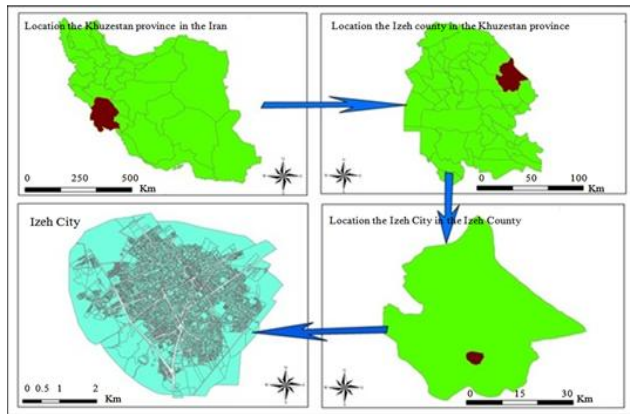 Location the Khuzestan province in the Iran
0 250 500
Km
Location the Izeh county in the Khuzestan province
0 50 100
Km
Izeh City
0 0.5 1 2
Km
Location the Izeh City in the Izeh County
0 15 30
Km